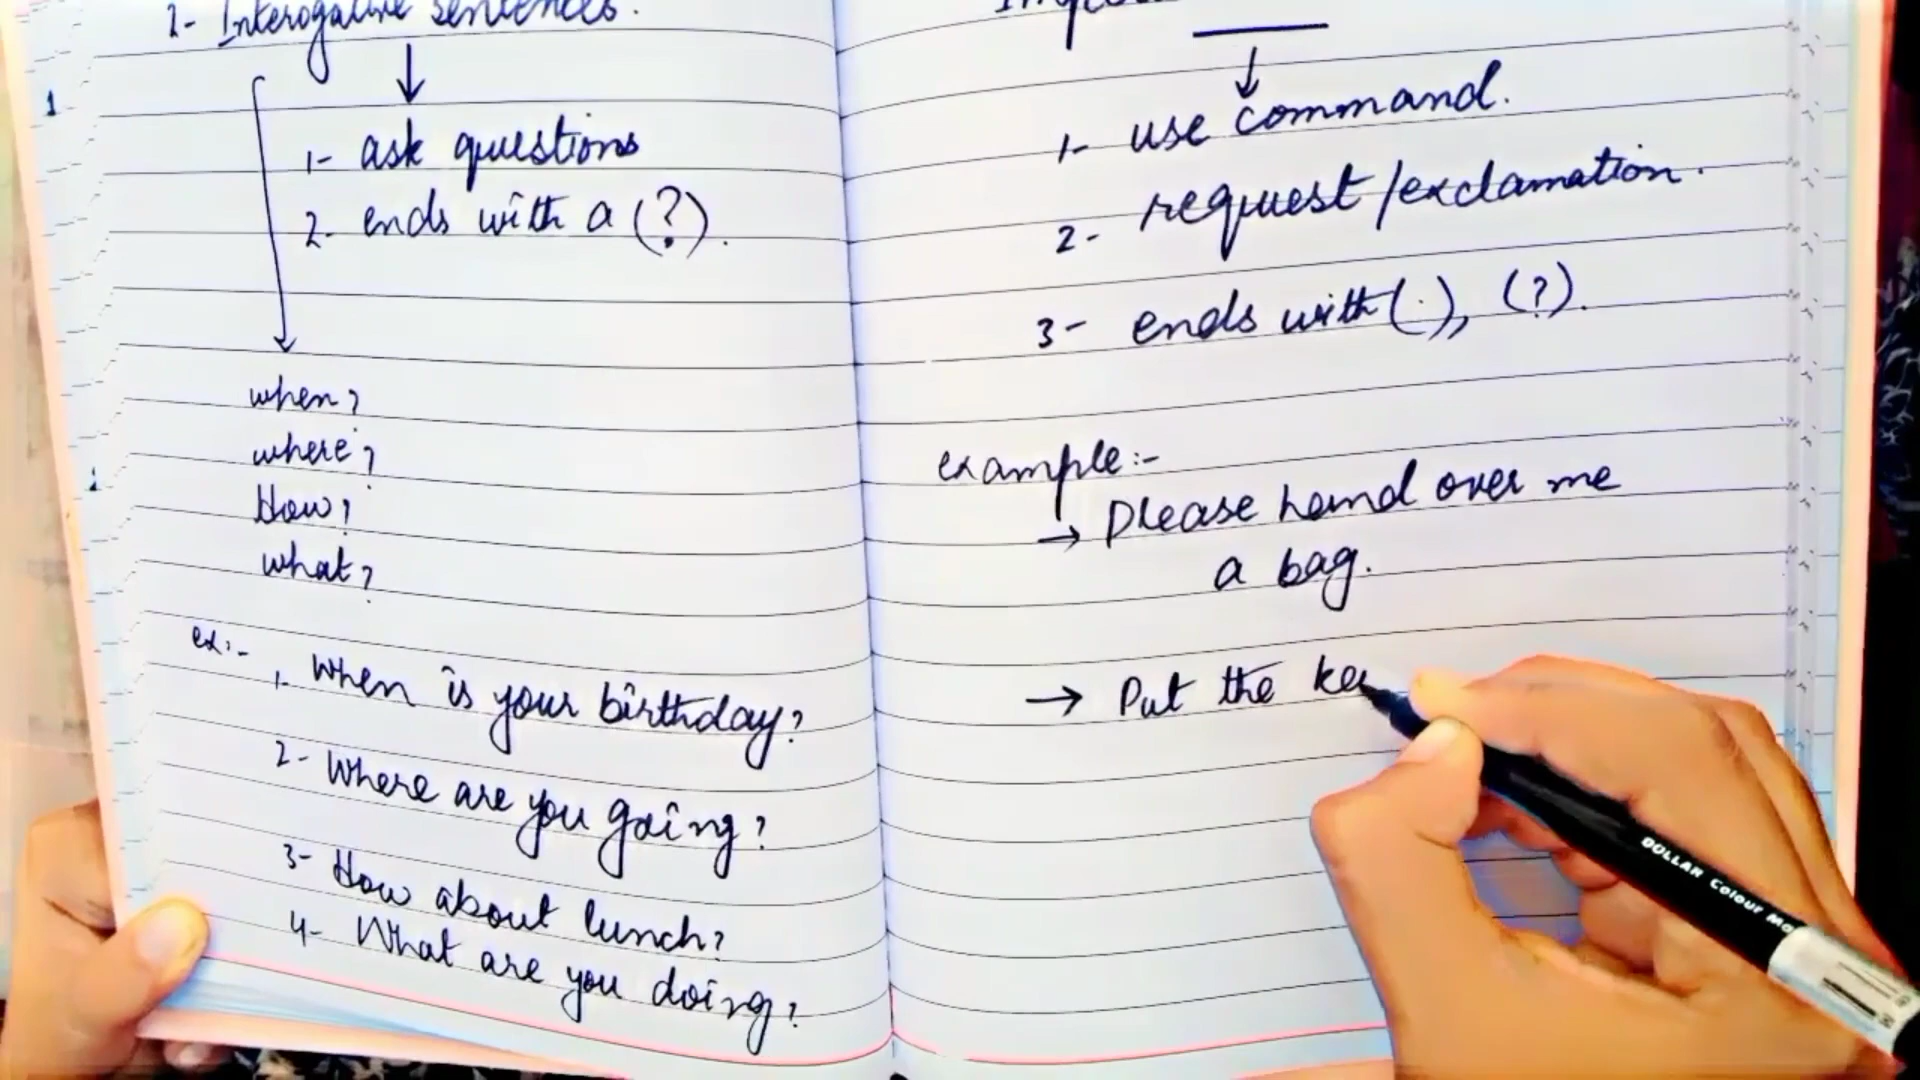 2- Interogative sentences.
1- ask questions
2- ends with a (?).
when?
where?
How?
what?
ex:-
1- When is your birthday?
2- Where are you going?
3- How about lunch?
4- What are you doing?
1- use command.
2- request/exclamation.
3- ends with (.), (?).
example:-
→ Please hand over me
a bag.
→ Put the ke
DOLLAR Colour